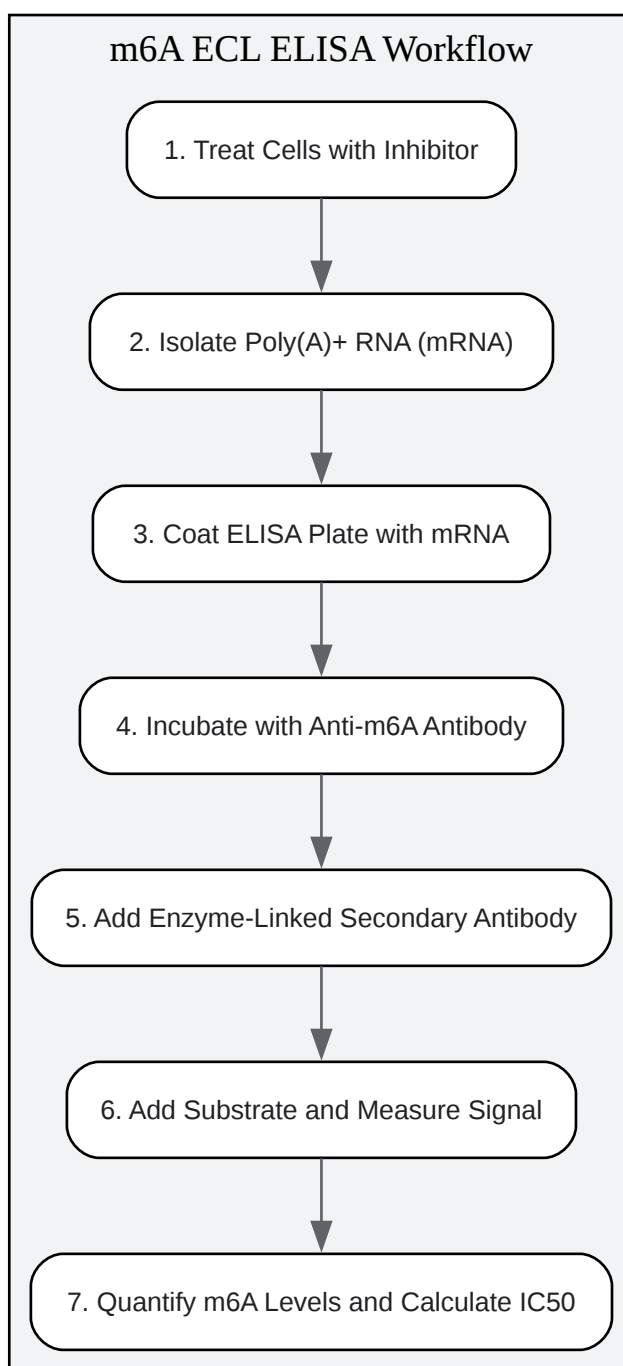 m6A ECL ELISA Workflow
1. Treat Cells with Inhibitor
2. Isolate Poly(A)+ RNA (mRNA)
3. Coat ELISA Plate with mRNA
4. Incubate with Anti-m6A Antibody
5. Add Enzyme-Linked Secondary Antibody
6. Add Substrate and Measure Signal
7. Quantify m6A Levels and Calculate IC50